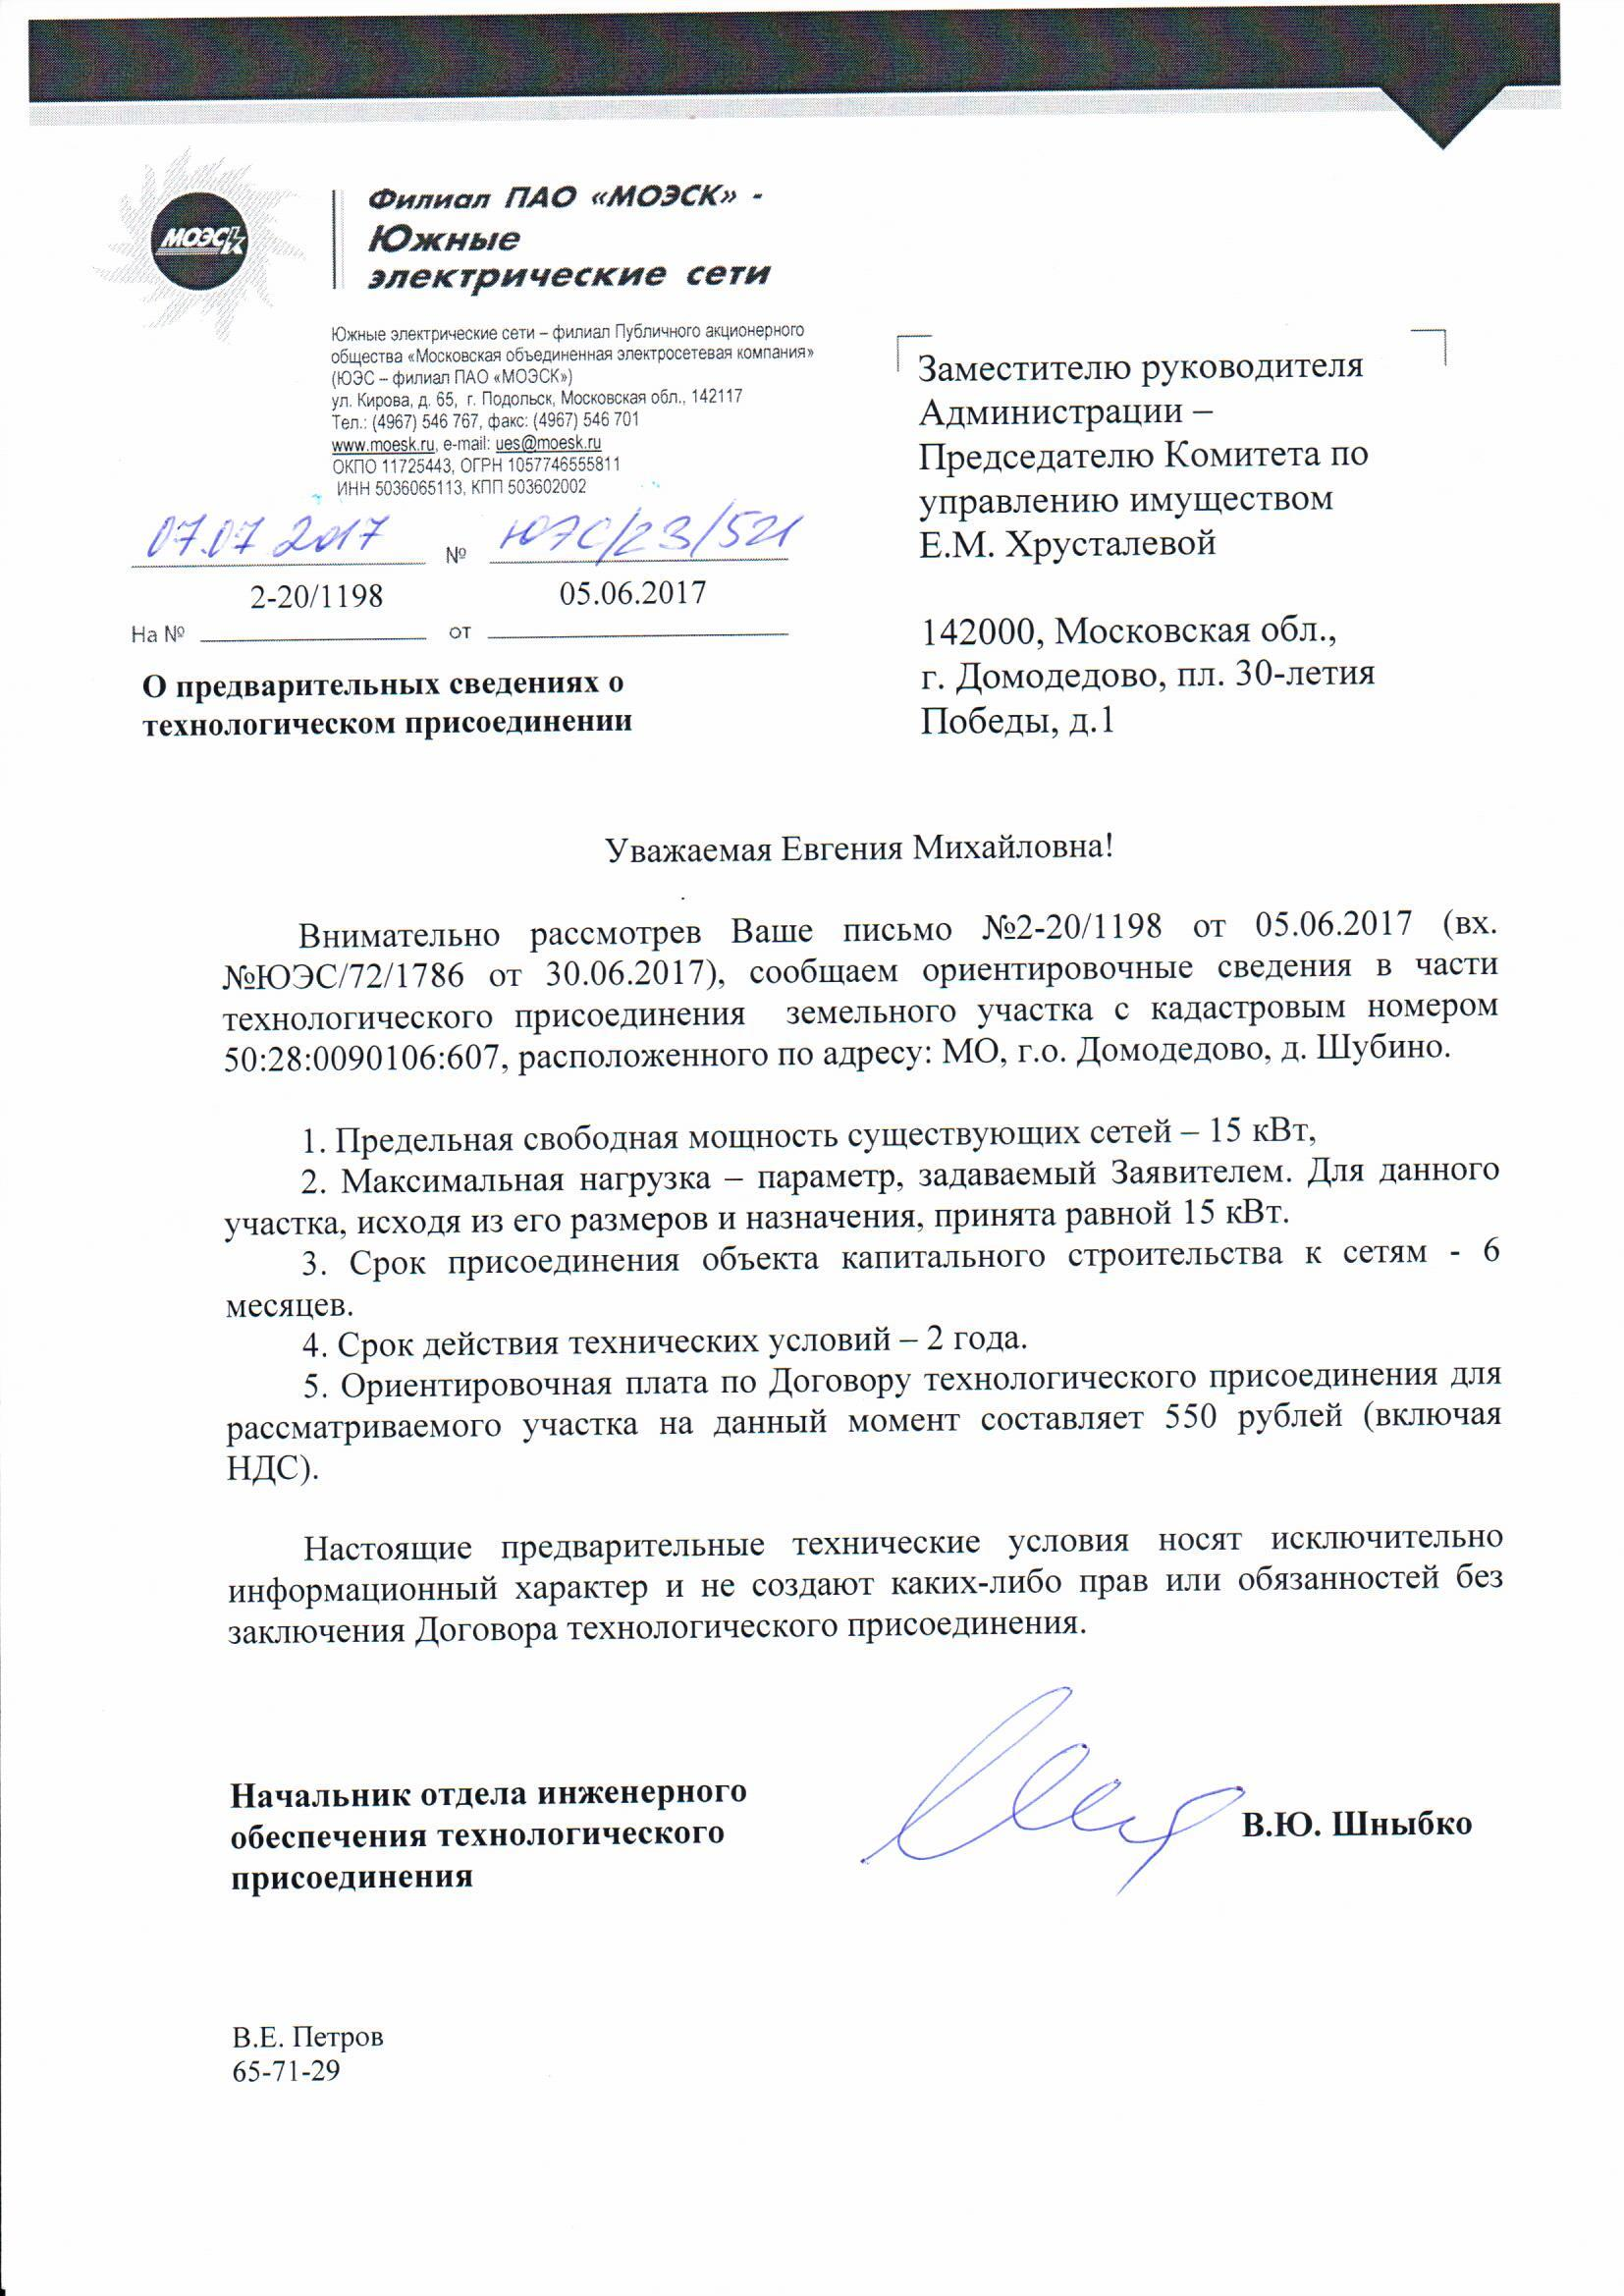 МОЭСК
Филиал ПАО «МОЭСК» -
Южные
электрические сети
Южные электрические сети – филиал Публичного акционерного
общества «Московская объединенная электросетевая компания»
(ЮЭС – филиал ПАО «МОЭСК»)
ул. Кирова, д. 65, г. Подольск, Московская обл., 142117
Тел.: (4967) 546 767, факс: (4967) 546 701
www.moesk.ru, e-mail: ues@moesk.ru
ОКПО 11725443, ОГРН 1057746555811
ИНН 5036065113, КПП 503602002
07.07 2017 № ЮЭС/23/521
2-20/1198 05.06.2017
На № от
О предварительных сведениях о
технологическом присоединении
Заместителю руководителя
Администрации –
Председателю Комитета по
управлению имуществом
Е.М. Хрусталевой
142000, Московская обл.,
г. Домодедово, пл. 30-летия
Победы, д.1
Уважаемая Евгения Михайловна!
Внимательно рассмотрев Ваше письмо №2-20/1198 от 05.06.2017 (вх.
№ЮЭС/72/1786 от 30.06.2017), сообщаем ориентировочные сведения в части
технологического присоединения земельного участка с кадастровым номером
50:28:0090106:607, расположенного по адресу: МО, г.о. Домодедово, д. Шубино.
1. Предельная свободная мощность существующих сетей – 15 кВт,
2. Максимальная нагрузка – параметр, задаваемый Заявителем. Для данного
участка, исходя из его размеров и назначения, принята равной 15 кВт.
3. Срок присоединения объекта капитального строительства к сетям - 6
месяцев.
4. Срок действия технических условий – 2 года.
5. Ориентировочная плата по Договору технологического присоединения для
рассматриваемого участка на данный момент составляет 550 рублей (включая
НДС).
Настоящие предварительные технические условия носят исключительно
информационный характер и не создают каких-либо прав или обязанностей без
заключения Договора технологического присоединения.
Начальник отдела инженерного
обеспечения технологического
присоединения
В.Ю. Шныбко
В.Е. Петров
65-71-29